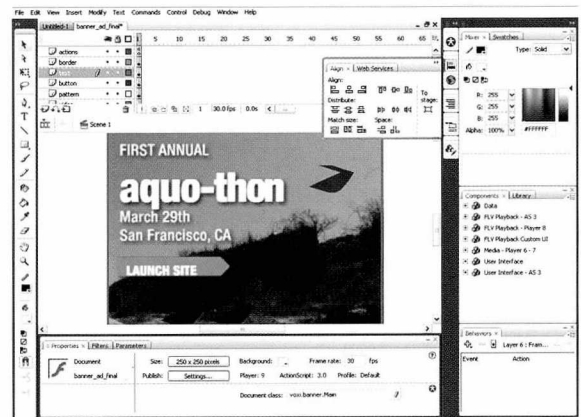 File Edit View Insert Modify Text Commands Control Debug Window Help
Untitled-1 banner_ad_final*
5 10 15 20 25 30 35 40 45 50 55 60 65
actions
border
text
button
pattern
1 30.0 fps 0.0s
Scene 1
Align × Web Services
Align:
To stage:
Distribute:
Match size: Space:
FIRST ANNUAL
aquo-thon
March 29th
San Francisco, CA
LAUNCH SITE
Mixer × Swatches
Type: Solid
R: 255
G: 255
B: 255
Alpha: 100% #FFFFFF
Components × Library
Data
FLV Playback - AS 3
FLV Playback - Player 8
FLV Playback Custom UI
Media - Player 6 - 7
User Interface
User Interface - AS 3
Behaviors ×
Layer 6 : Fram...
Event Action
Properties × Filters Parameters
Document Size: 250 x 250 pixels Background: Frame rate: 30 fps
banner_ad_final Publish: Settings... Player: 9 ActionScript: 3.0 Profile: Default
Document class: voxi.banner.Main